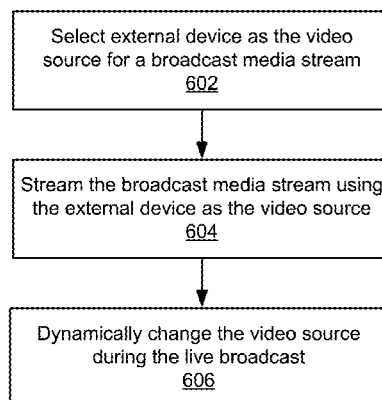 Select external device as the video
source for a broadcast media stream
602
Stream the broadcast media stream using
the external device as the video source
604
Dynamically change the video source
during the live broadcast
606